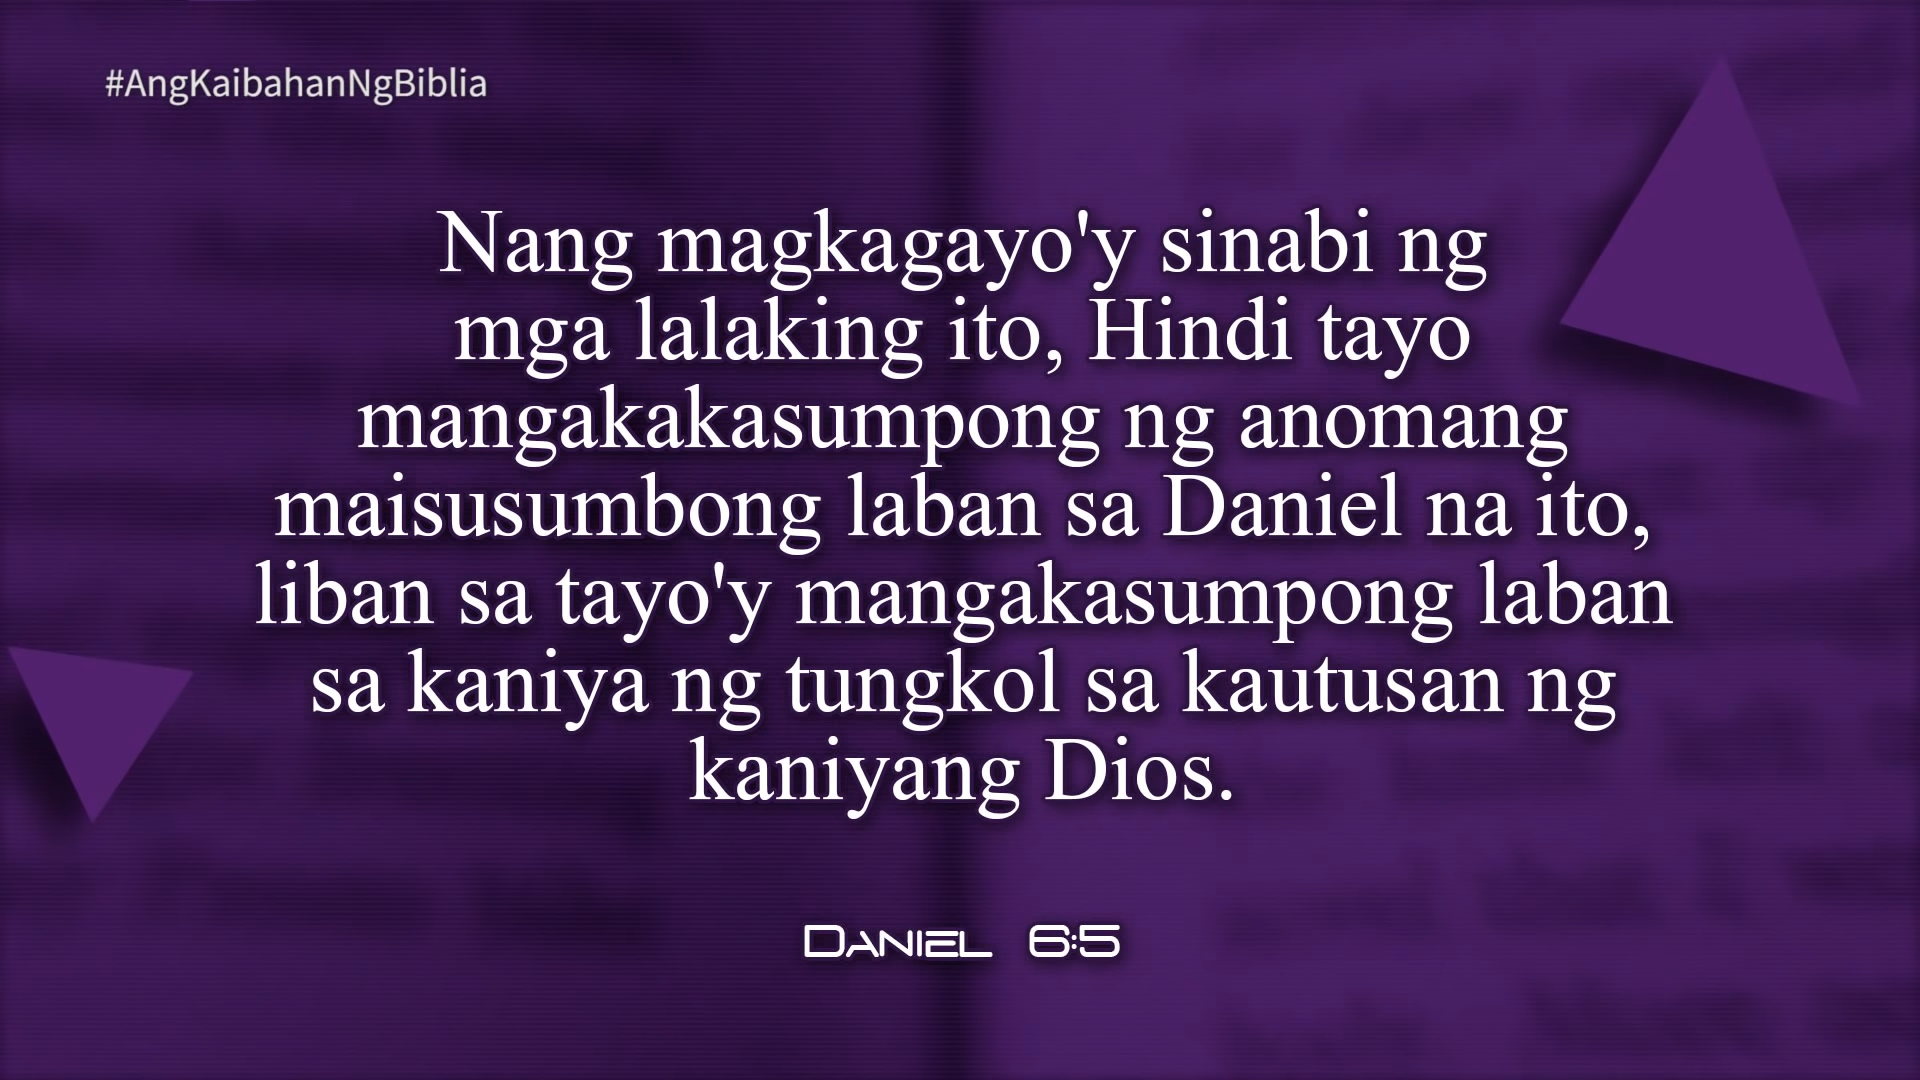 #AngKaibahanNgBiblia
Nang magkagayo'y sinabi ng
mga lalaking ito, Hindi tayo
mangakakasumpong ng anomang
maisusumbong laban sa Daniel na ito,
liban sa tayo'y mangakasumpong laban
sa kaniya ng tungkol sa kautusan ng
kaniyang Dios.
Daniel 6:5